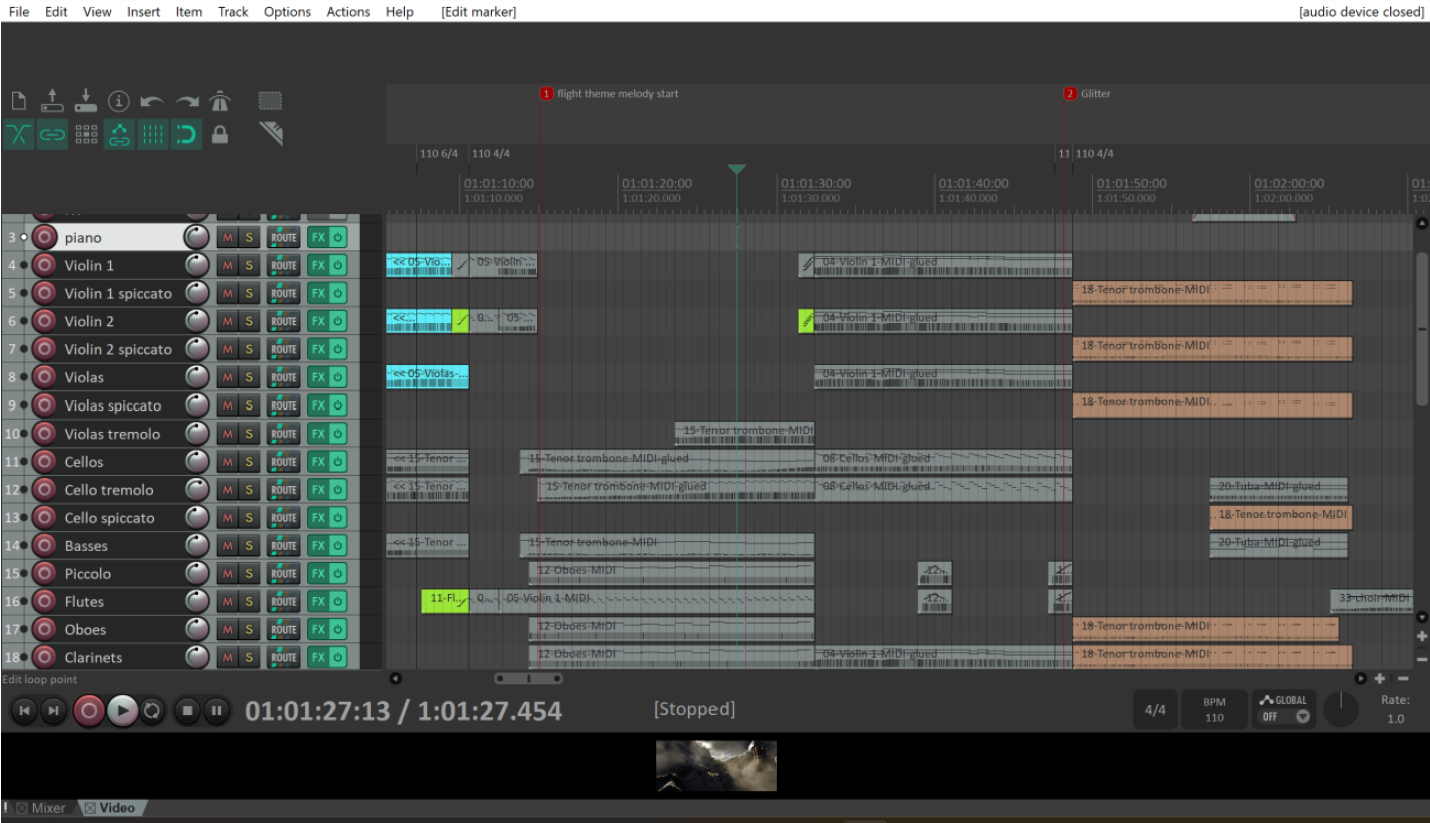 File Edit View Insert Item Track Options Actions Help [Edit marker] [audio device closed]
1 flight theme melody start 2 Glitter
110 6/4 110 4/4 11 110 4/4
01:01:10:00 01:01:20:00 01:01:30:00 01:01:40:00 01:01:50:00 01:02:00:00 01:
1:01:10.000 1:01:20.000 1:01:30.000 1:01:40.000 1:01:50.000 1:02:00.000 1:0
3 piano M S ROUTE FX
4 Violin 1 M S ROUTE FX << 05-Vio... 05-Violin ... 04-Violin 1-MIDI-glued
5 Violin 1 spiccato M S ROUTE FX 18-Tenor trombone-MIDI
6 Violin 2 M S ROUTE FX <<... 0... 05-... 04-Violin 1-MIDI-glued
7 Violin 2 spiccato M S ROUTE FX 18-Tenor trombone-MIDI
8 Violas M S ROUTE FX << 05-Violas-... 04-Violin 1-MIDI-glued
9 Violas spiccato M S ROUTE FX 18-Tenor trombone-MIDI
10 Violas tremolo M S ROUTE FX 15-Tenor trombone-MIDI
11 Cellos M S ROUTE FX << 15-Tenor ... 15-Tenor trombone-MIDI-glued 08-Cellos-MIDI-glued
12 Cello tremolo M S ROUTE FX << 15-Tenor ... 15-Tenor trombone-MIDI-glued 08-Cellos-MIDI-glued 20-Tuba-MIDI-glued
13 Cello spiccato M S ROUTE FX 18-Tenor trombone-MIDI
14 Basses M S ROUTE FX << 15-Tenor ... 15-Tenor trombone-MIDI 20-Tuba-MIDI-glued
15 Piccolo M S ROUTE FX 12-Oboes-MIDI 12... 1...
16 Flutes M S ROUTE FX 11-Fl... 0... 05-Violin 1-MIDI 12... 1... 33-choir-MIDI
17 Oboes M S ROUTE FX 12-Oboes-MIDI 18-Tenor trombone-MIDI
18 Clarinets M S ROUTE FX 12-Oboes-MIDI 04-Violin 1-MIDI-glued 18-Tenor trombone-MIDI
Edit loop point
01:01:27:13 / 1:01:27.454 [Stopped] 4/4 BPM 110 GLOBAL OFF Rate: 1.0
! Mixer Video